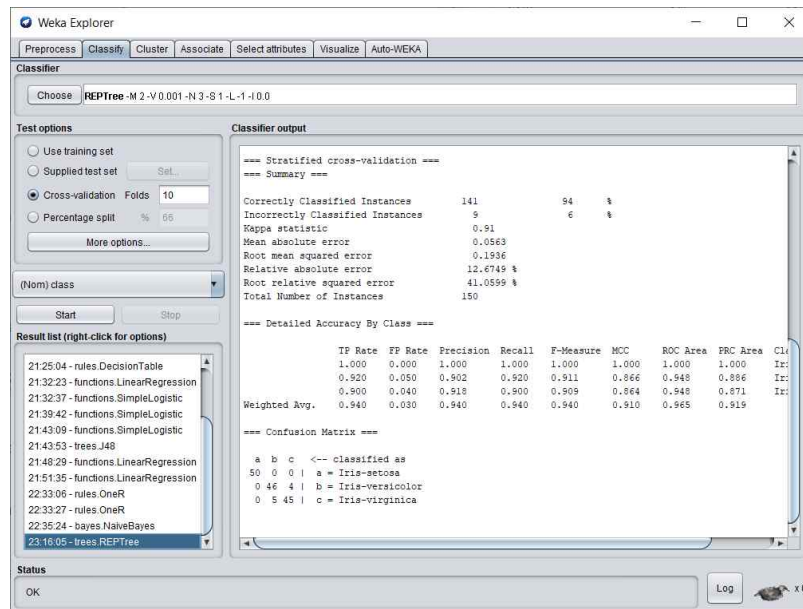 Weka Explorer
Preprocess Classify Cluster Associate Select attributes Visualize Auto-WEKA
Classifier
Choose REPTree -M 2 -V 0.001 -N 3 -S 1 -L -1 -I 0.0
Test options
Use training set
Supplied test set Set...
Cross-validation Folds 10
Percentage split % 66
More options...
(Nom) class
Start Stop
Result list (right-click for options)
21:25:04 - rules.DecisionTable
21:32:23 - functions.LinearRegression
21:32:37 - functions.SimpleLogistic
21:39:42 - functions.SimpleLogistic
21:43:09 - functions.SimpleLogistic
21:43:53 - trees.J48
21:48:29 - functions.LinearRegression
21:51:35 - functions.LinearRegression
22:33:06 - rules.OneR
22:33:27 - rules.OneR
22:35:24 - bayes.NaiveBayes
23:16:05 - trees.REPTree
Classifier output
=== Stratified cross-validation ===
=== Summary ===
Correctly Classified Instances 141 94 %
Incorrectly Classified Instances 9 6 %
Kappa statistic 0.91
Mean absolute error 0.0563
Root mean squared error 0.1936
Relative absolute error 12.6749 %
Root relative squared error 41.0599 %
Total Number of Instances 150
=== Detailed Accuracy By Class ===
TP Rate FP Rate Precision Recall F-Measure MCC ROC Area PRC Area Cla
1.000 0.000 1.000 1.000 1.000 1.000 1.000 1.000 Iri
0.920 0.050 0.902 0.920 0.911 0.866 0.948 0.886 Iri
0.900 0.040 0.918 0.900 0.909 0.864 0.948 0.871 Iri
Weighted Avg. 0.940 0.030 0.940 0.940 0.940 0.910 0.965 0.919
=== Confusion Matrix ===
a b c <-- classified as
50 0 0 | a = Iris-setosa
0 46 4 | b = Iris-versicolor
0 5 45 | c = Iris-virginica
Status
OK
Log
x